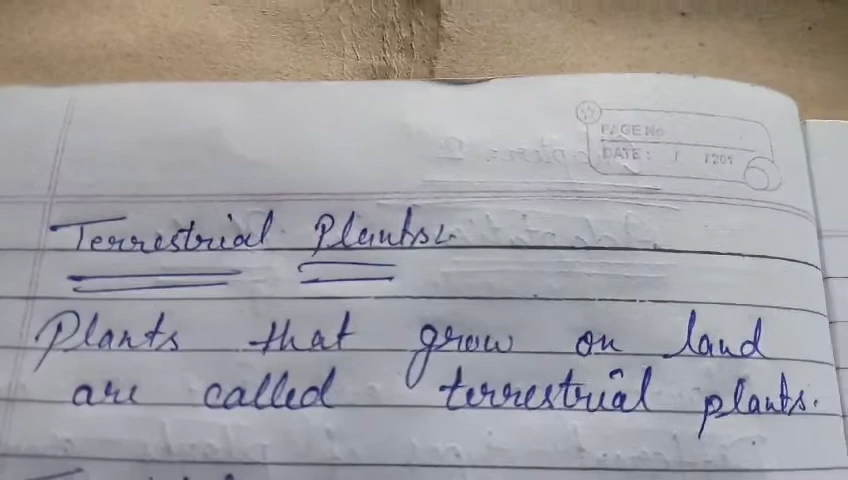 PAGE No
DATE: / /201
Terrestrial Plants:-
Plants that grow on land
are called terrestrial plants.